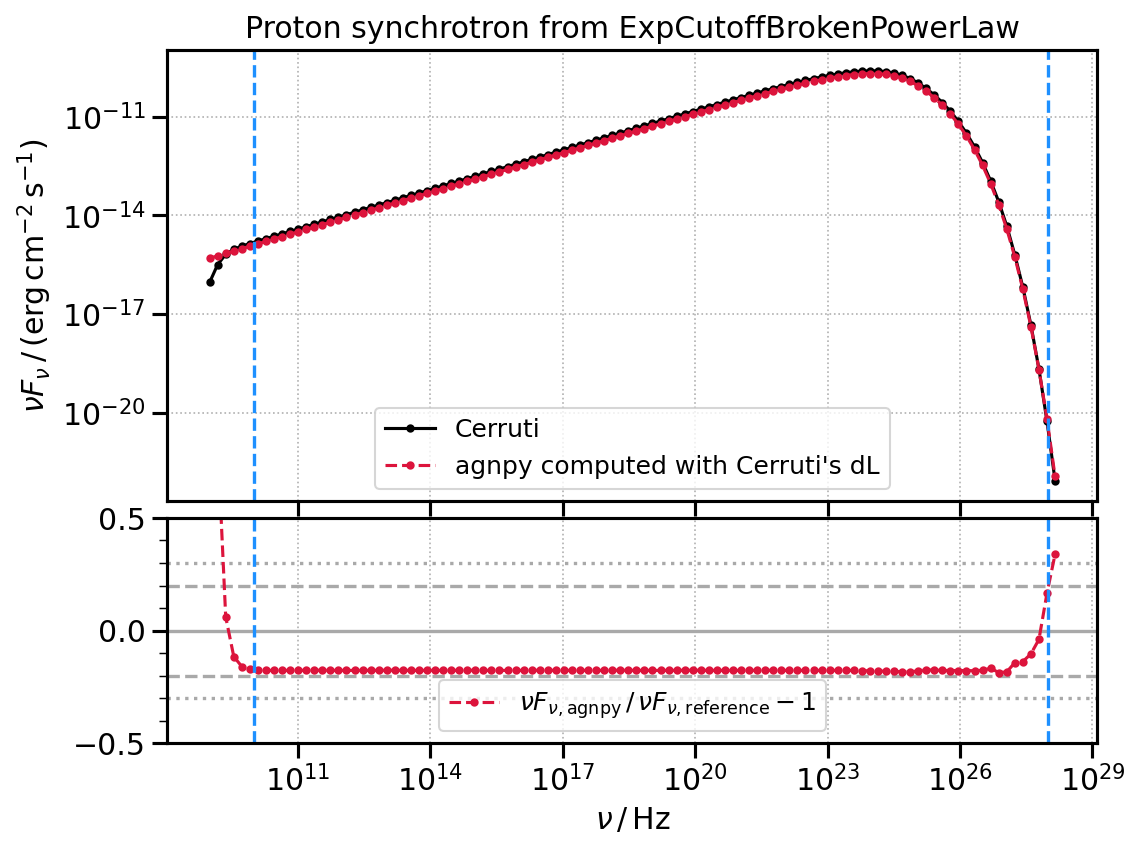 Proton synchrotron from ExpCutoffBrokenPowerLaw
νFν / (erg cm⁻² s⁻¹)
10⁻¹¹
10⁻¹⁴
10⁻¹⁷
10⁻²⁰
Cerruti
agnpy computed with Cerruti's dL
0.5
0.0
−0.5
νFν, agnpy / νFν, reference − 1
10¹¹ 10¹⁴ 10¹⁷ 10²⁰ 10²³ 10²⁶ 10²⁹
ν / Hz